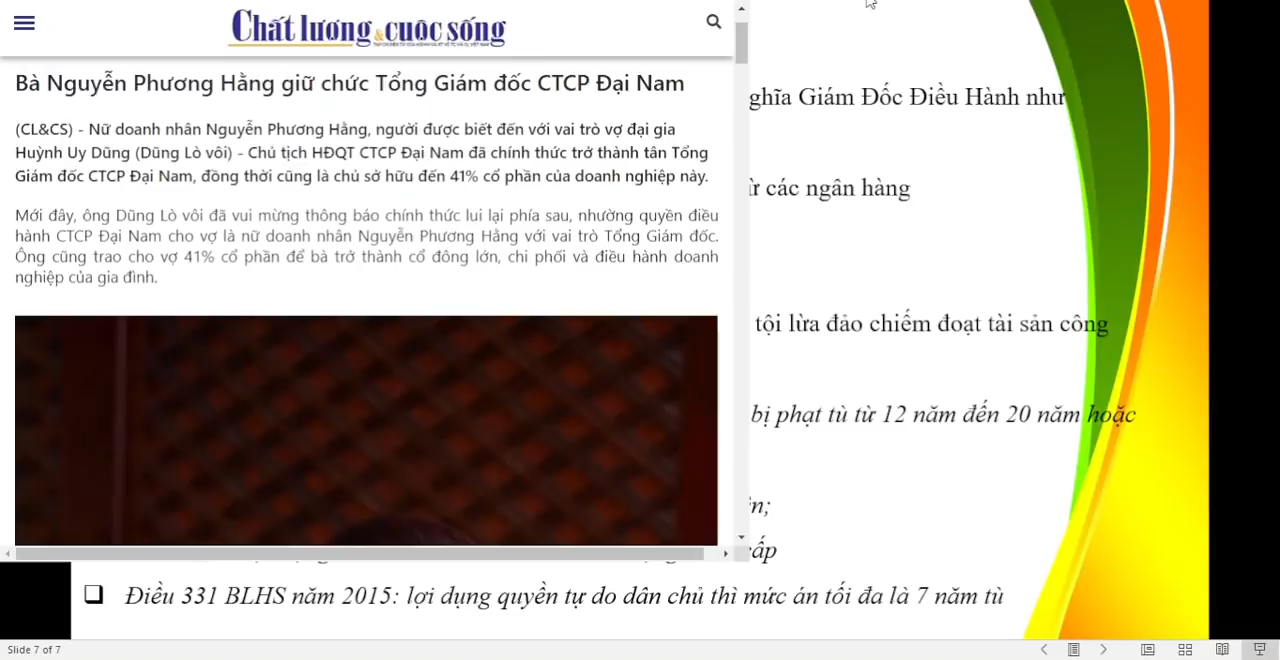 Chất lượng & cuộc sống
Bà Nguyễn Phương Hằng giữ chức Tổng Giám đốc CTCP Đại Nam
(CL&CS) - Nữ doanh nhân Nguyễn Phương Hằng, người được biết đến với vai trò vợ đại gia
Huỳnh Uy Dũng (Dũng Lò vôi) - Chủ tịch HĐQT CTCP Đại Nam đã chính thức trở thành tân Tổng
Giám đốc CTCP Đại Nam, đồng thời cũng là chủ sở hữu đến 41% cổ phần của doanh nghiệp này.
Mới đây, ông Dũng Lò vôi đã vui mừng thông báo chính thức lui lại phía sau, nhường quyền điều
hành CTCP Đại Nam cho vợ là nữ doanh nhân Nguyễn Phương Hằng với vai trò Tổng Giám đốc.
Ông cũng trao cho vợ 41% cổ phần để bà trở thành cổ đông lớn, chi phối và điều hành doanh
nghiệp của gia đình.
ghĩa Giám Đốc Điều Hành như
các ngân hàng
tội lừa đảo chiếm đoạt tài sản công
bị phạt tù từ 12 năm đến 20 năm hoặc
cấp
Điều 331 BLHS năm 2015: lợi dụng quyền tự do dân chủ thì mức án tối đa là 7 năm tù
Slide 7 of 7